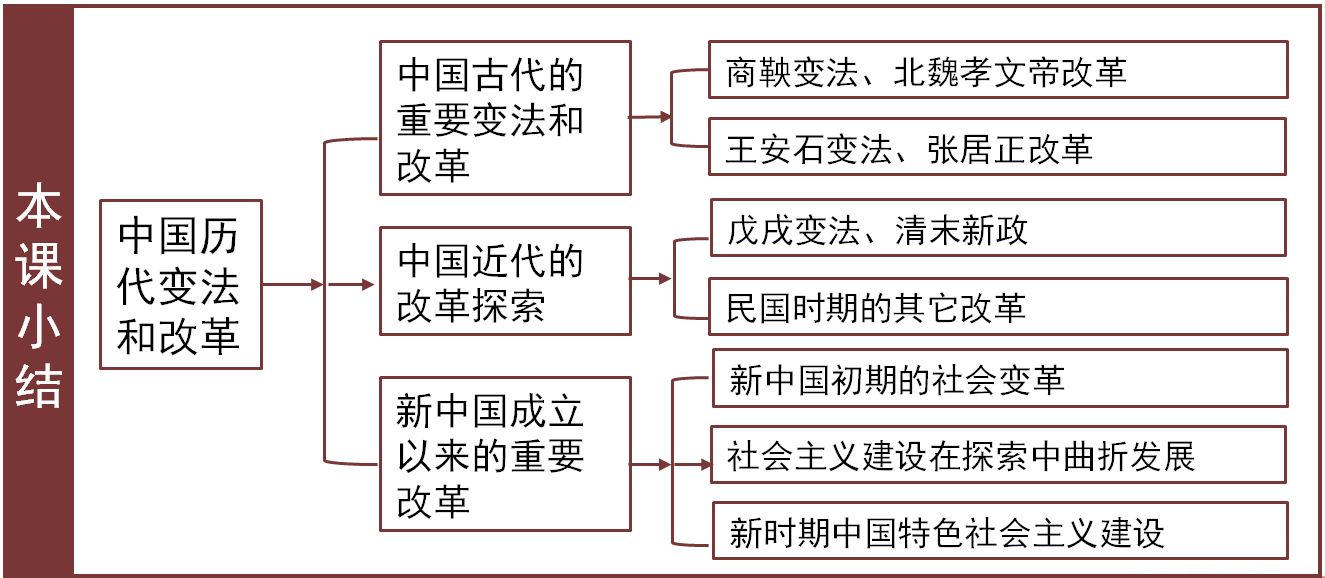 本课小结
中国历
代变法
和改革
中国古代的
重要变法和
改革
商鞅变法、北魏孝文帝改革
王安石变法、张居正改革
中国近代的
改革探索
戊戌变法、清末新政
民国时期的其它改革
新中国成立
以来的重要
改革
新中国初期的社会变革
社会主义建设在探索中曲折发展
新时期中国特色社会主义建设